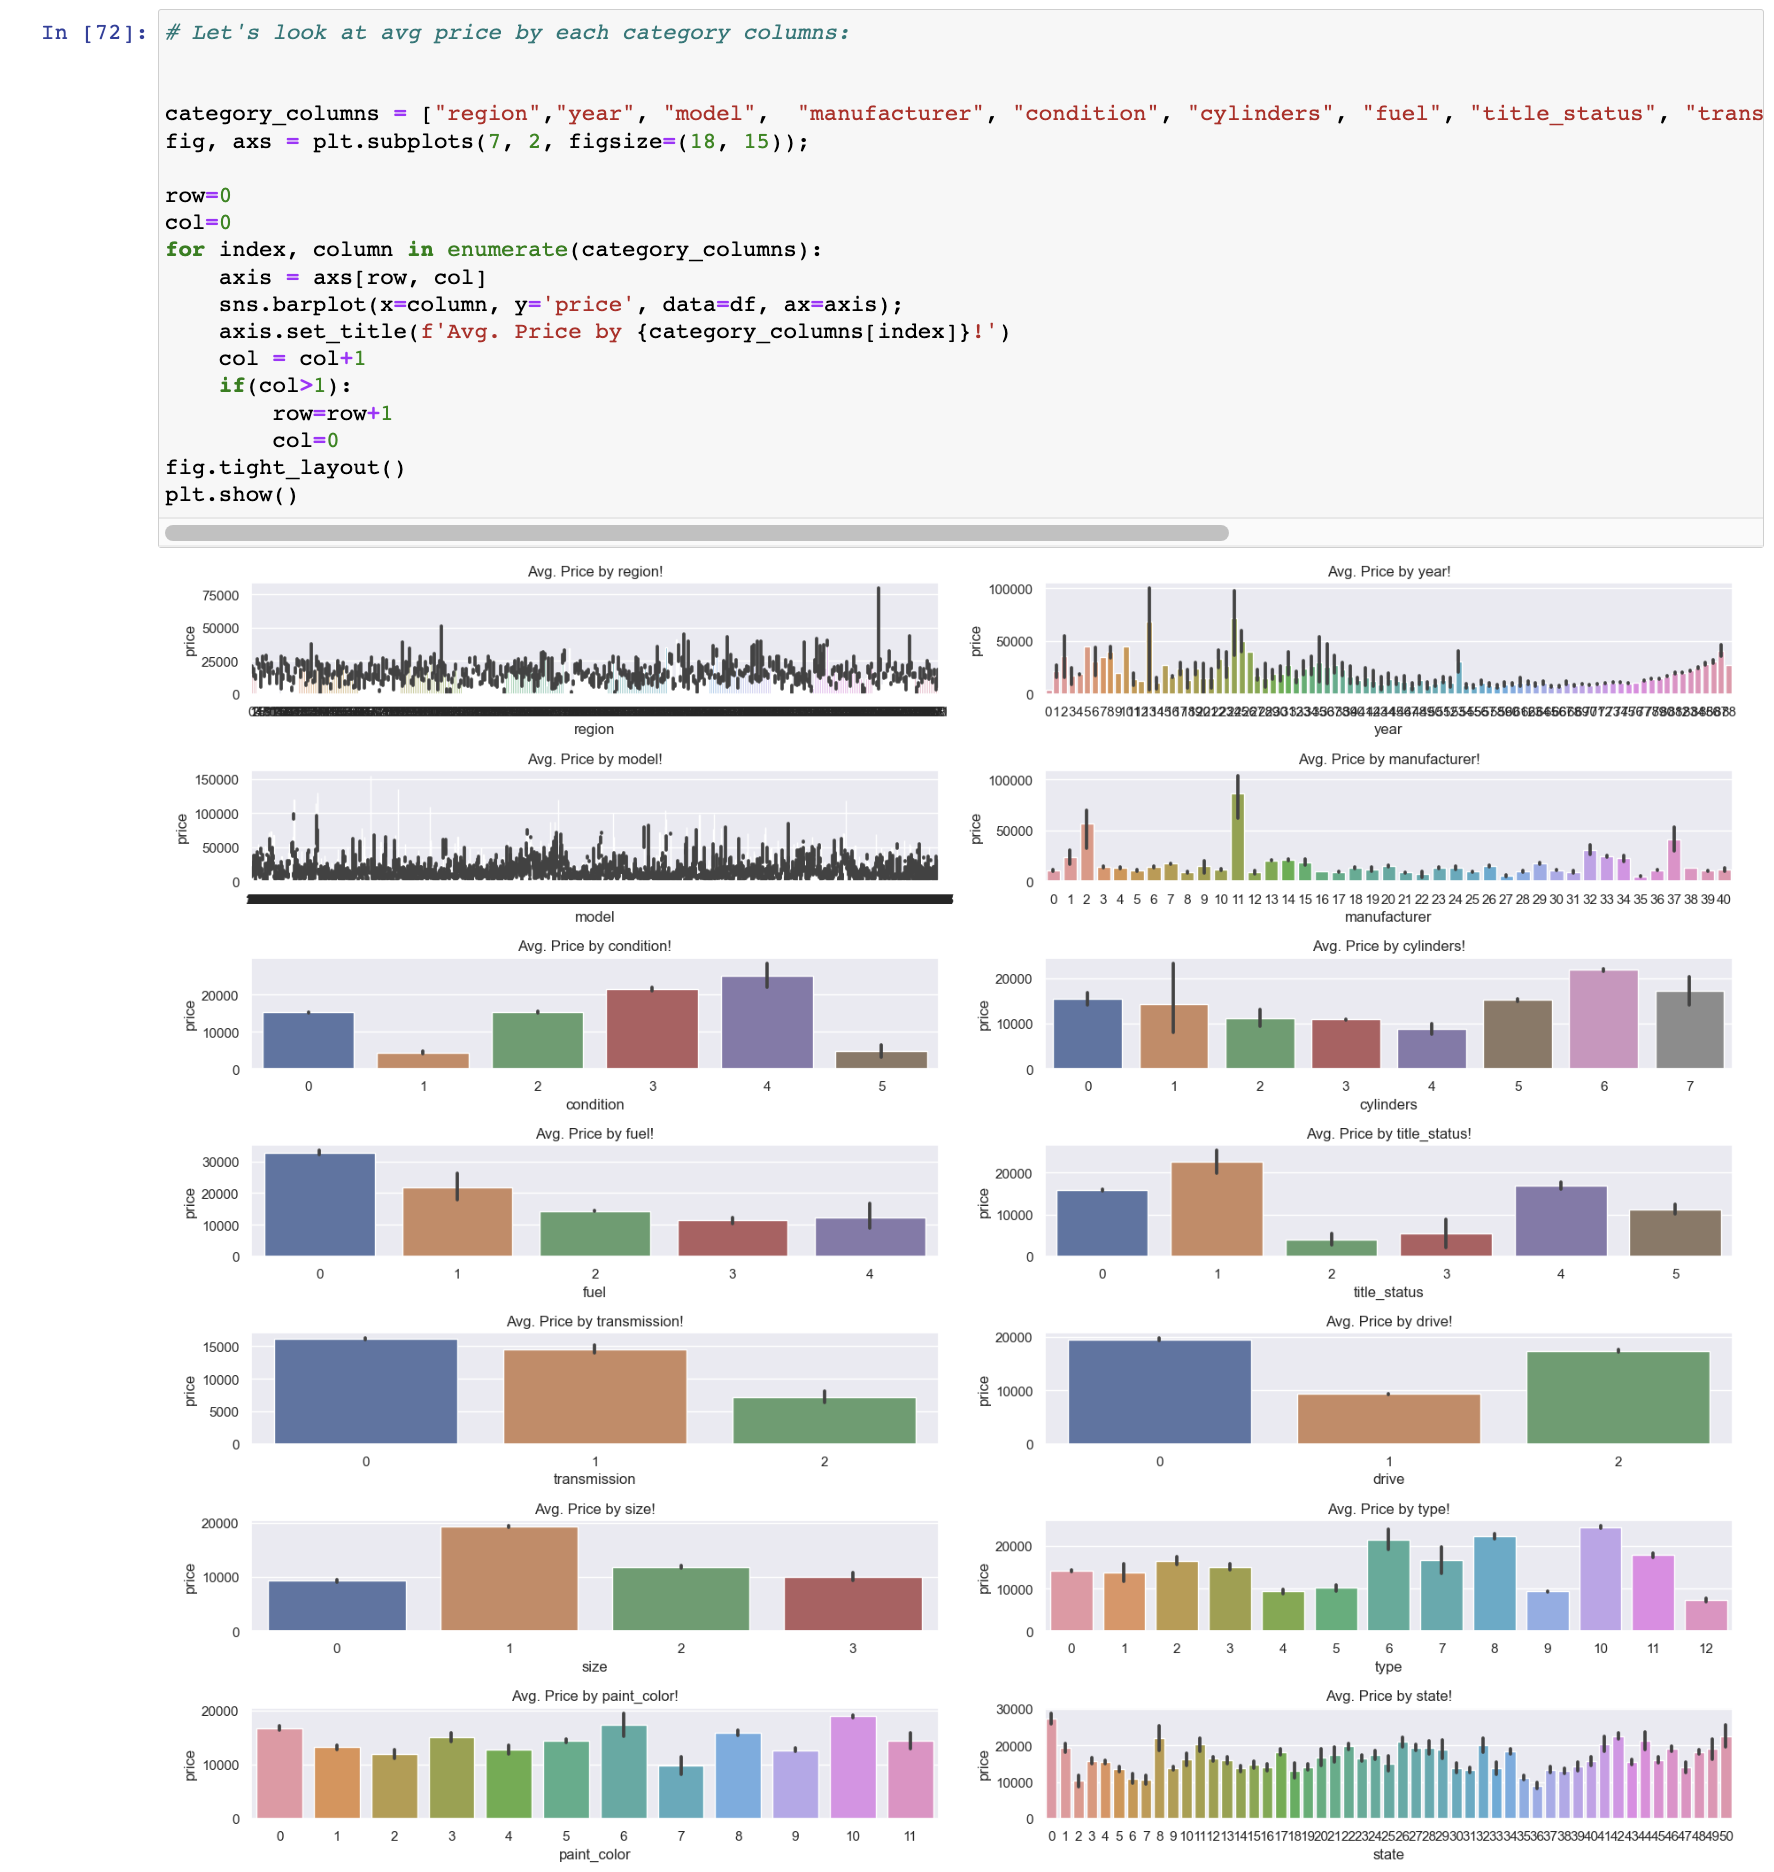 In [72]:
# Let's look at avg price by each category columns:
category_columns = ["region","year", "model",  "manufacturer", "condition", "cylinders", "fuel", "title_status", "trans
fig, axs = plt.subplots(7, 2, figsize=(18, 15));
row=0
col=0
for index, column in enumerate(category_columns):
    axis = axs[row, col]
    sns.barplot(x=column, y='price', data=df, ax=axis);
    axis.set_title(f'Avg. Price by {category_columns[index]}!')
    col = col+1
    if(col>1):
        row=row+1
        col=0
fig.tight_layout()
plt.show()
Avg. Price by region!
75000
50000
25000
0
price
region
Avg. Price by year!
100000
50000
0
price
year
Avg. Price by model!
150000
100000
50000
0
price
model
Avg. Price by manufacturer!
100000
50000
0
price
0 1 2 3 4 5 6 7 8 9 10 11 12 13 14 15 16 17 18 19 20 21 22 23 24 25 26 27 28 29 30 31 32 33 34 35 36 37 38 39 40
manufacturer
Avg. Price by condition!
20000
10000
0
price
0 1 2 3 4 5
condition
Avg. Price by cylinders!
20000
10000
0
price
0 1 2 3 4 5 6 7
cylinders
Avg. Price by fuel!
30000
20000
10000
0
price
0 1 2 3 4
fuel
Avg. Price by title_status!
20000
10000
0
price
0 1 2 3 4 5
title_status
Avg. Price by transmission!
15000
10000
5000
0
price
0 1 2
transmission
Avg. Price by drive!
20000
10000
0
price
0 1 2
drive
Avg. Price by size!
20000
10000
0
price
0 1 2 3
size
Avg. Price by type!
20000
10000
0
price
0 1 2 3 4 5 6 7 8 9 10 11 12
type
Avg. Price by paint_color!
20000
10000
0
price
0 1 2 3 4 5 6 7 8 9 10 11
paint_color
Avg. Price by state!
30000
20000
10000
0
price
0 1 2 3 4 5 6 7 8 9 10 11 12 13 14 15 16 17 18 19 20 21 22 23 24 25 26 27 28 29 30 31 32 33 34 35 36 37 38 39 40 41 42 43 44 45 46 47 48 49 50
state